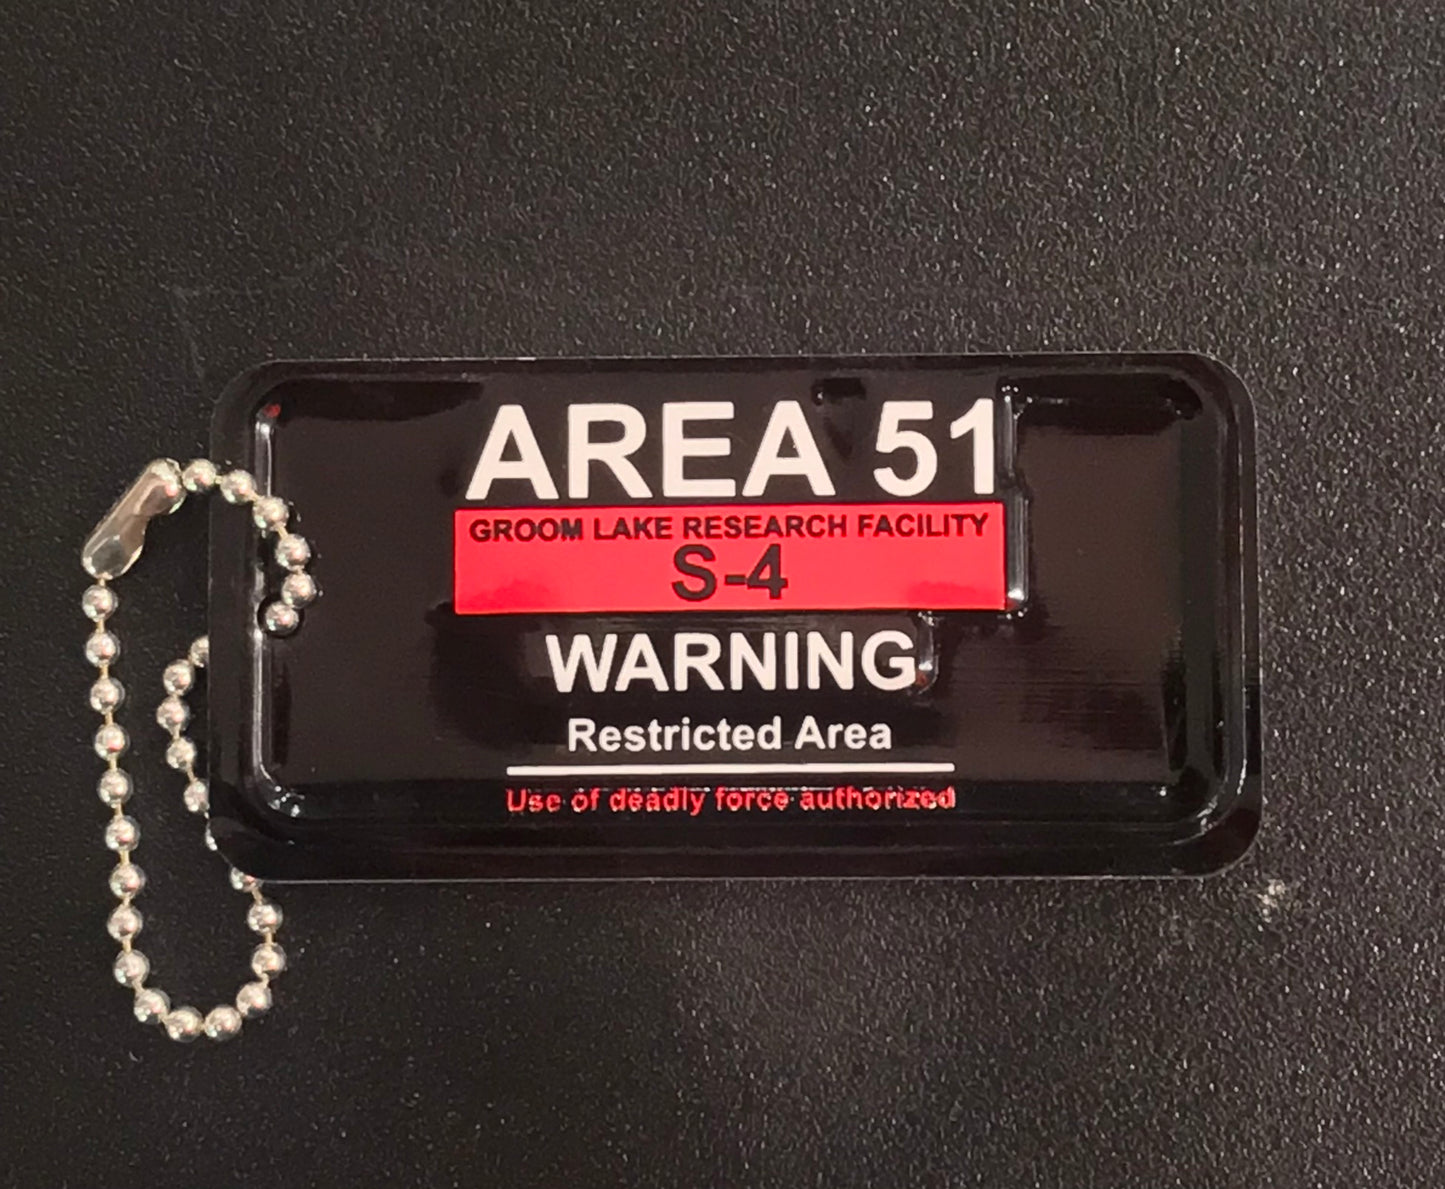 AREA 51
GROOM LAKE RESEARCH FACILITY
S-4
WARNING
Restricted Area
Use of deadly force authorized